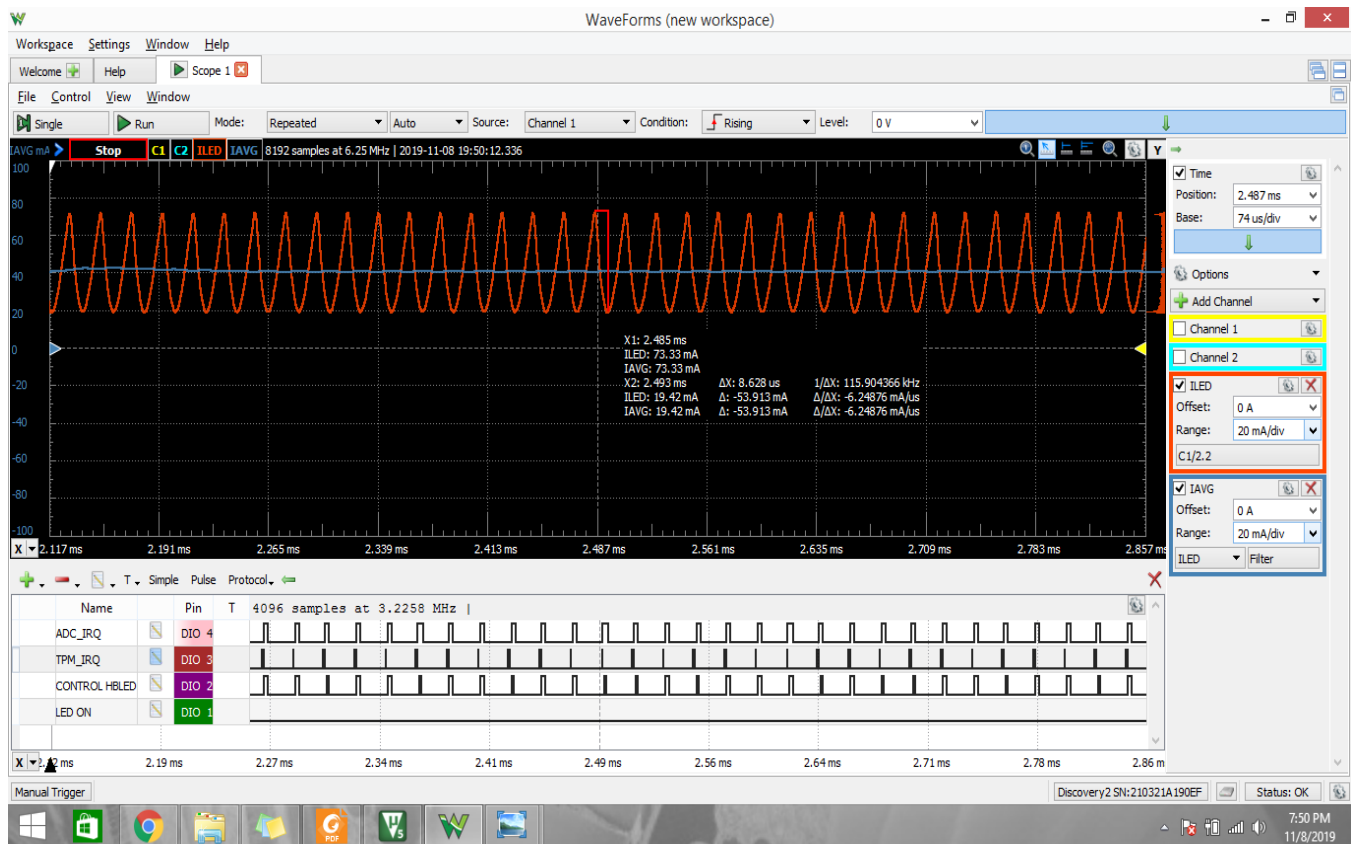 WaveForms (new workspace)
Workspace Settings Window Help
Welcome Help Scope 1
File Control View Window
Single Run Mode: Repeated Auto Source: Channel 1 Condition: Rising Level: 0 V
IAVG mA Stop C1 C2 ILED IAVG 8192 samples at 6.25 MHz | 2019-11-08 19:50:12.336 Y
100
80
60
40
20
0
-20
-40
-60
-80
-100
X1: 2.485 ms
ILED: 73.33 mA
IAVG: 73.33 mA
X2: 2.493 ms ΔX: 8.628 us 1/ΔX: 115.904366 kHz
ILED: 19.42 mA Δ: -53.913 mA Δ/ΔX: -6.24876 mA/us
IAVG: 19.42 mA Δ: -53.913 mA Δ/ΔX: -6.24876 mA/us
X 2.117 ms 2.191 ms 2.265 ms 2.339 ms 2.413 ms 2.487 ms 2.561 ms 2.635 ms 2.709 ms 2.783 ms 2.857 ms
Time
Position: 2.487 ms
Base: 74 us/div
Options
Add Channel
Channel 1
Channel 2
ILED
Offset: 0 A
Range: 20 mA/div
C1/2.2
IAVG
Offset: 0 A
Range: 20 mA/div
ILED Filter
T Simple Pulse Protocol
Name Pin T 4096 samples at 3.2258 MHz |
ADC_IRQ DIO 4
TPM_IRQ DIO 3
CONTROL HBLED DIO 2
LED ON DIO 1
X 2 ms 2.19 ms 2.27 ms 2.34 ms 2.41 ms 2.49 ms 2.56 ms 2.64 ms 2.71 ms 2.78 ms 2.86 m
Manual Trigger Discovery2 SN:210321A190EF Status: OK
G PDF 5 7:50 PM
11/8/2019